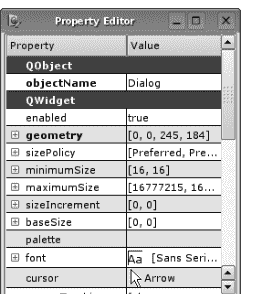 Property Editor
Property Value
QObject
objectName Dialog
QWidget
enabled true
geometry [0, 0, 245, 184]
sizePolicy [Preferred, Pre...
minimumSize [16, 16]
maximumSize [16777215, 16...
sizeIncrement [0, 0]
baseSize [0, 0]
palette
font Aa [Sans Seri...
cursor Arrow